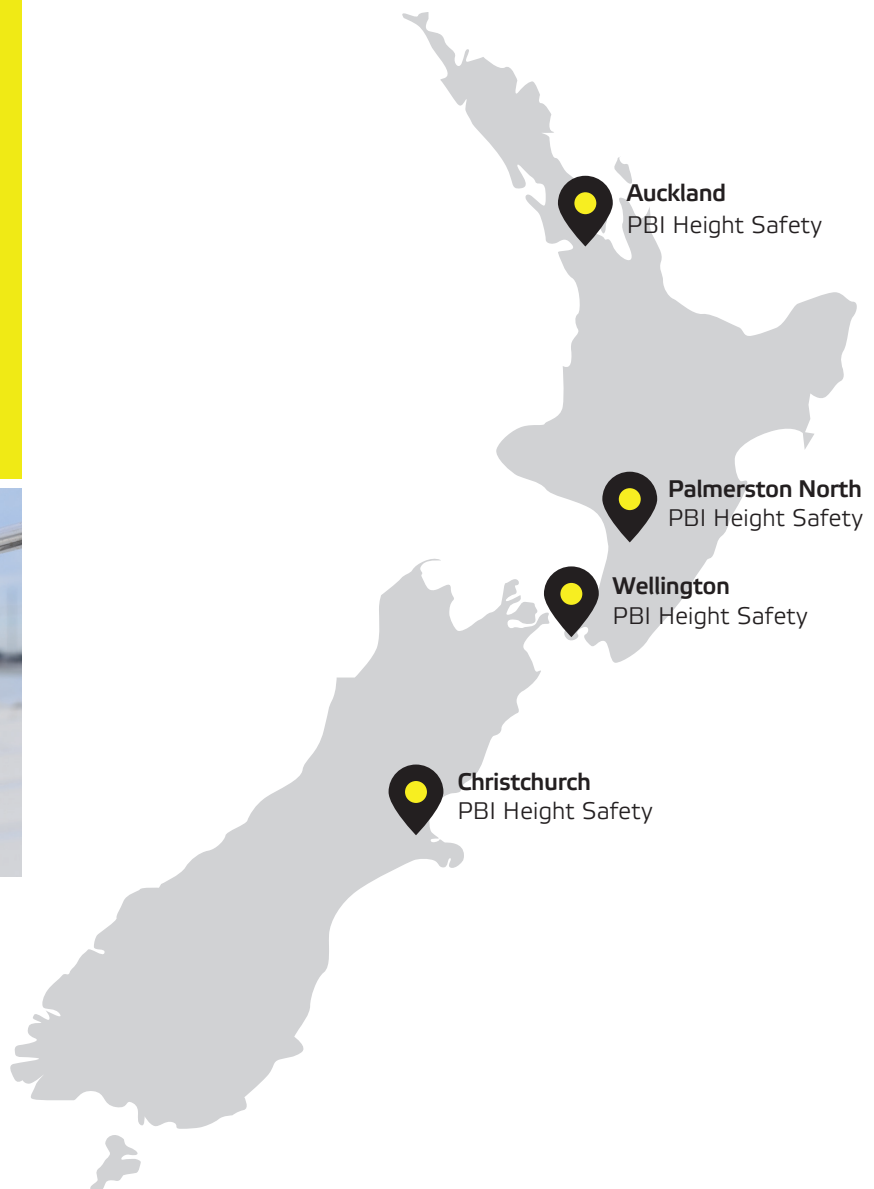 Auckland
PBI Height Safety
Palmerston North
PBI Height Safety
Wellington
PBI Height Safety
Christchurch
PBI Height Safety